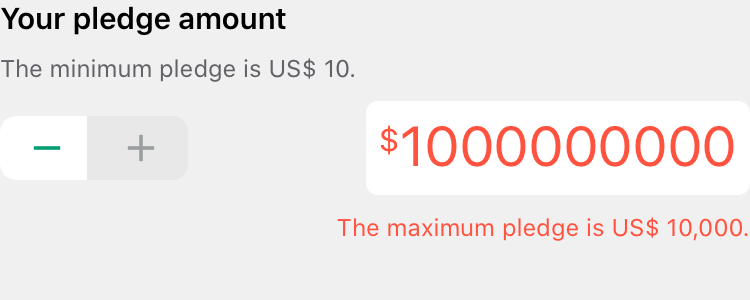 Your pledge amount
The minimum pledge is US$ 10.
− + $1000000000
The maximum pledge is US$ 10,000.